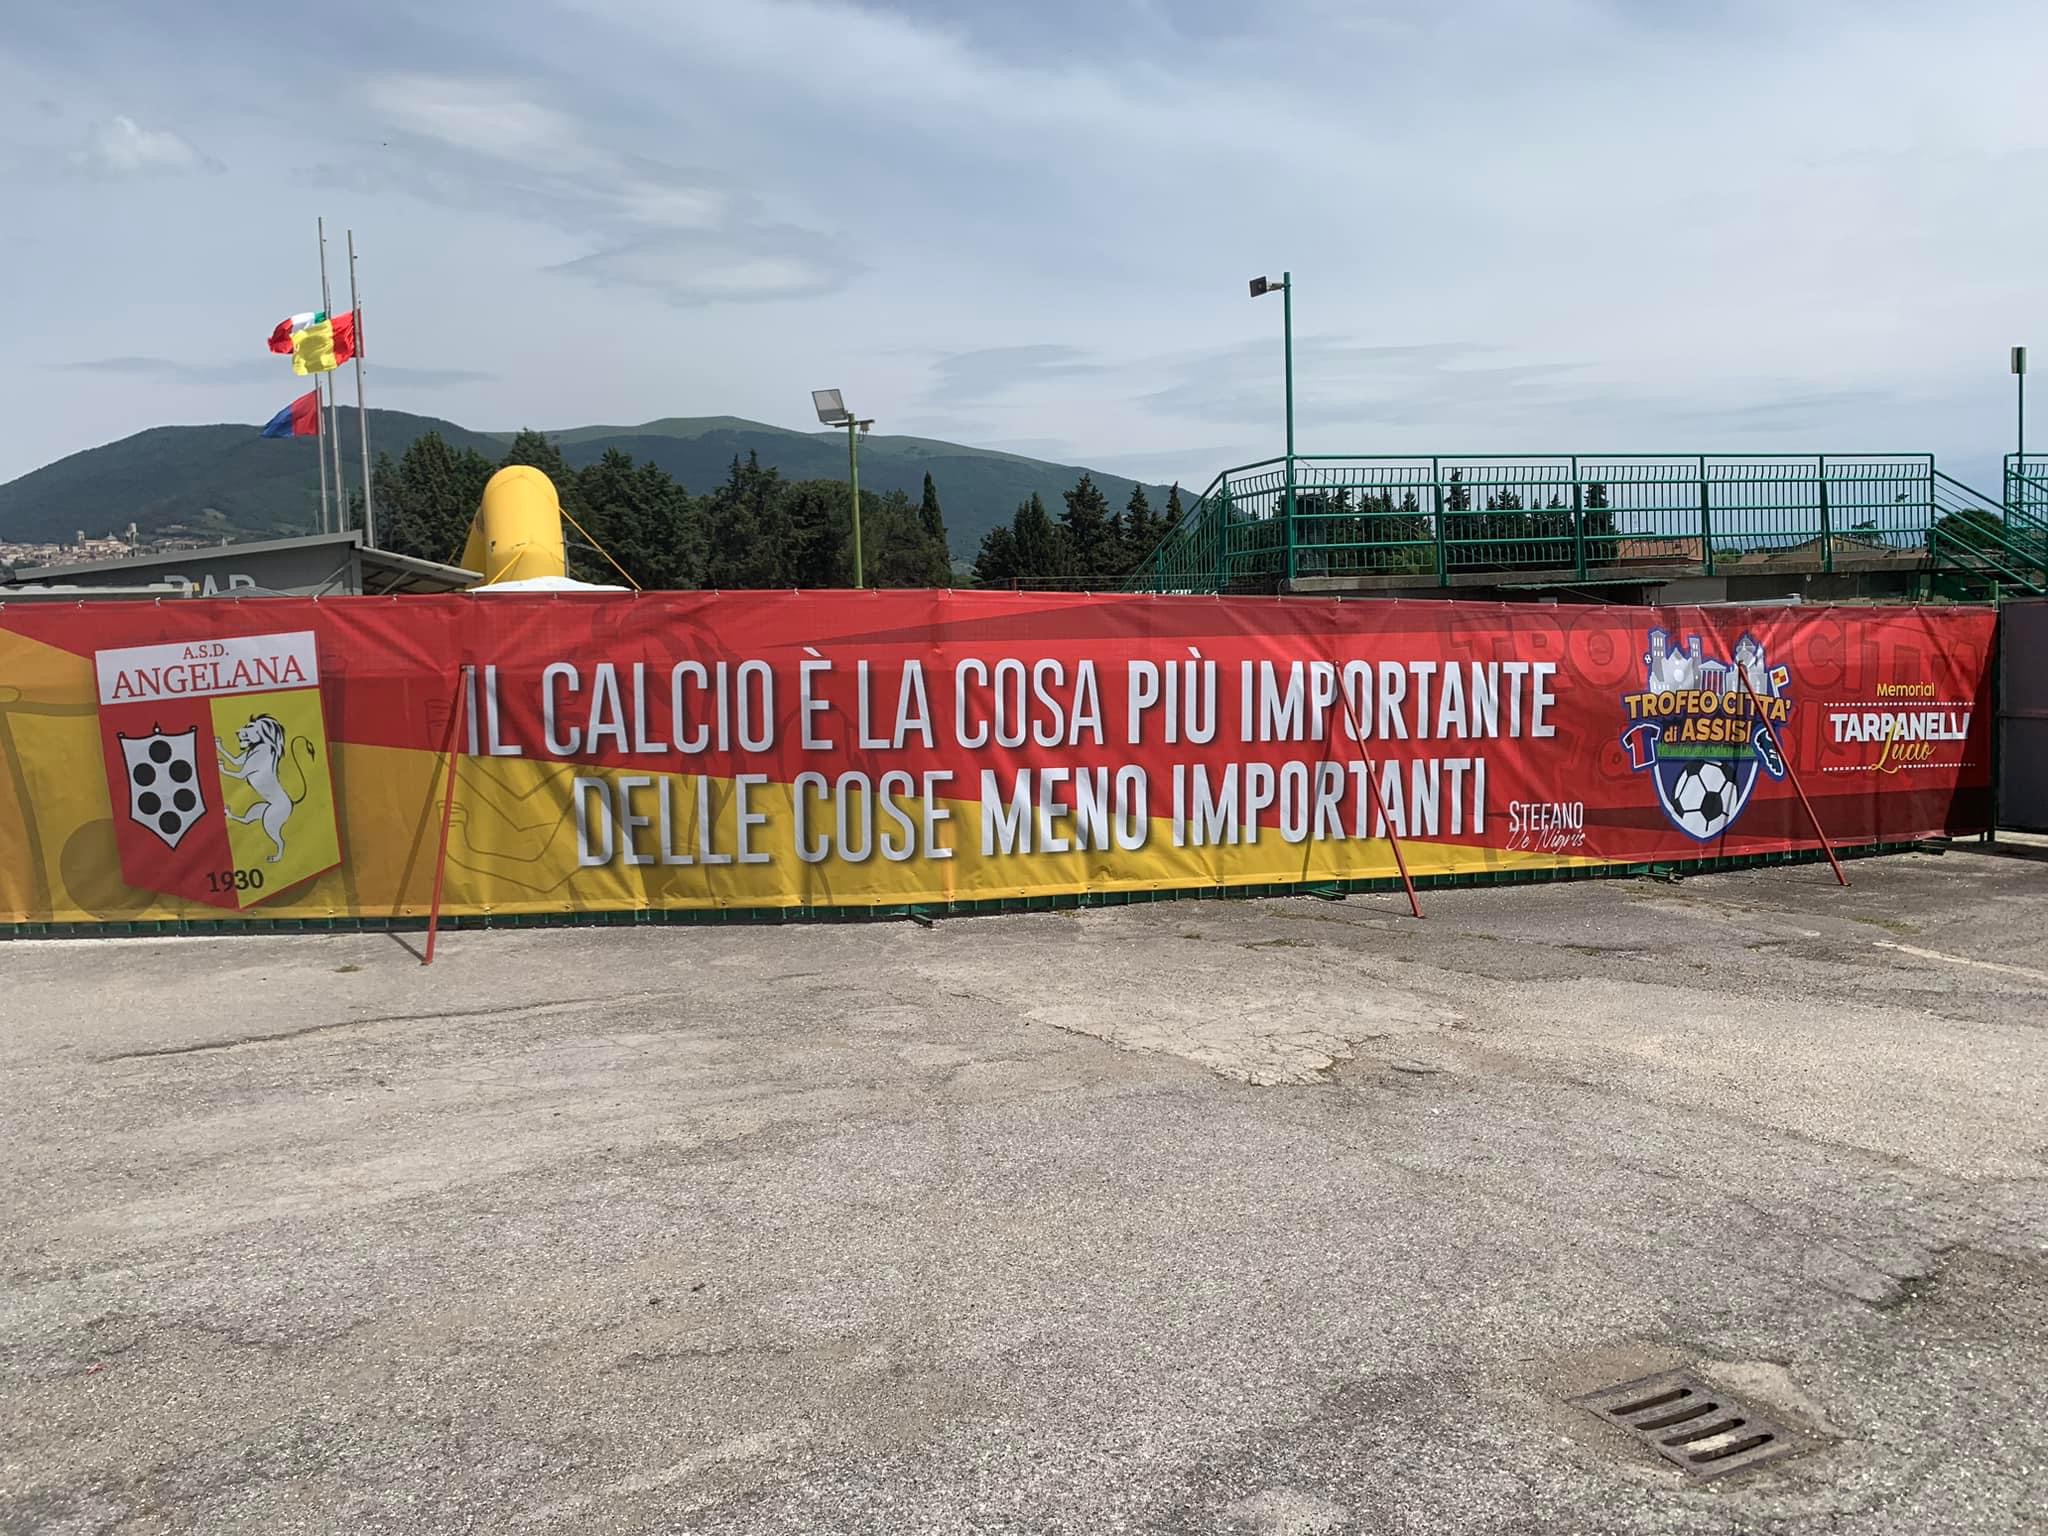 A.S.D.
ANGELANA
1930
IL CALCIO È LA COSA PIÙ IMPORTANTE
DELLE COSE MENO IMPORTANTI
STEFANO
De Nigris
TROFEO CITTA'
di ASSISI
Memorial
TARPANELLI
Lucio
BAR